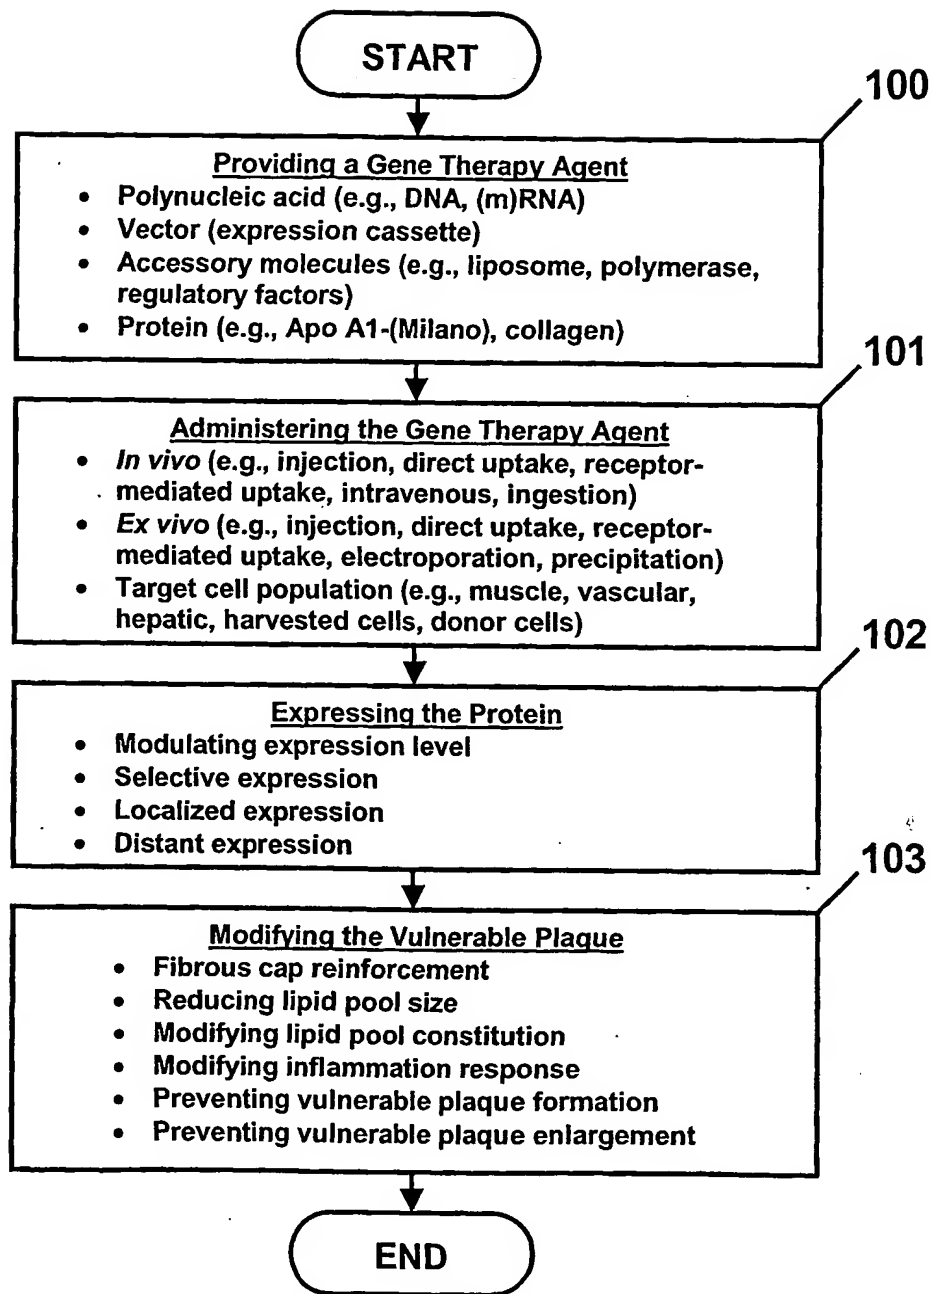 START
100
Providing a Gene Therapy Agent
• Polynucleic acid (e.g., DNA, (m)RNA)
• Vector (expression cassette)
• Accessory molecules (e.g., liposome, polymerase,
regulatory factors)
• Protein (e.g., Apo A1-(Milano), collagen)
101
Administering the Gene Therapy Agent
• In vivo (e.g., injection, direct uptake, receptor-
mediated uptake, intravenous, ingestion)
• Ex vivo (e.g., injection, direct uptake, receptor-
mediated uptake, electroporation, precipitation)
• Target cell population (e.g., muscle, vascular,
hepatic, harvested cells, donor cells)
102
Expressing the Protein
• Modulating expression level
• Selective expression
• Localized expression
• Distant expression
103
Modifying the Vulnerable Plaque
• Fibrous cap reinforcement
• Reducing lipid pool size
• Modifying lipid pool constitution
• Modifying inflammation response
• Preventing vulnerable plaque formation
• Preventing vulnerable plaque enlargement
END